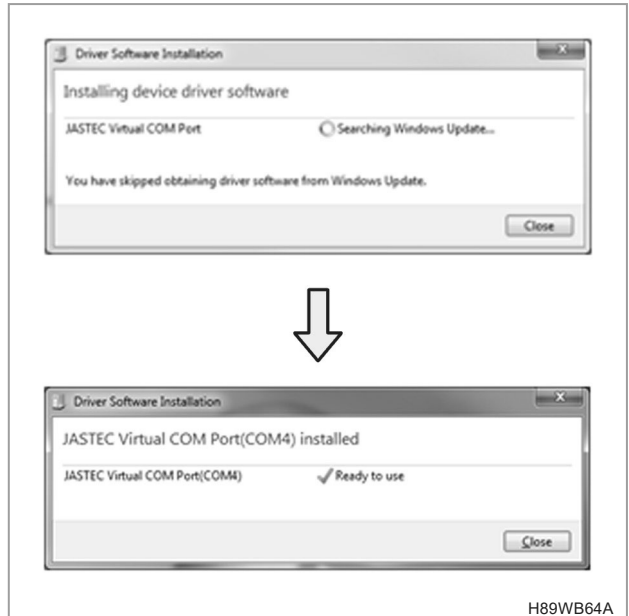 Driver Software Installation
Installing device driver software
JASTEC Virtual COM Port Searching Windows Update...
You have skipped obtaining driver software from Windows Update.
Close
Driver Software Installation
JASTEC Virtual COM Port(COM4) installed
JASTEC Virtual COM Port(COM4) Ready to use
Close
H89WB64A